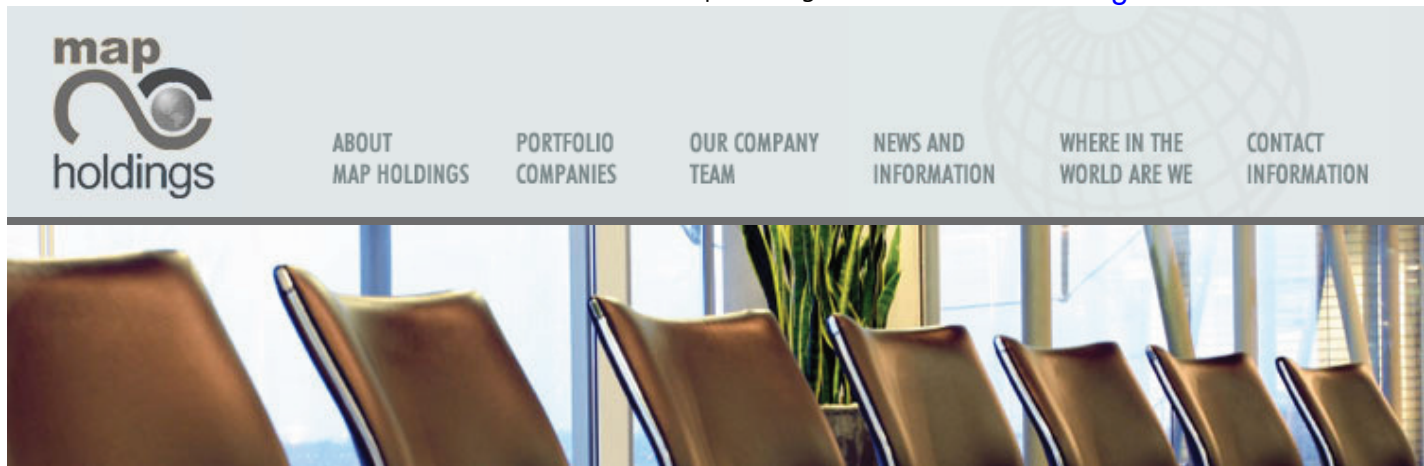 map
holdings
ABOUT
MAP HOLDINGS
PORTFOLIO
COMPANIES
OUR COMPANY
TEAM
NEWS AND
INFORMATION
WHERE IN THE
WORLD ARE WE
CONTACT
INFORMATION